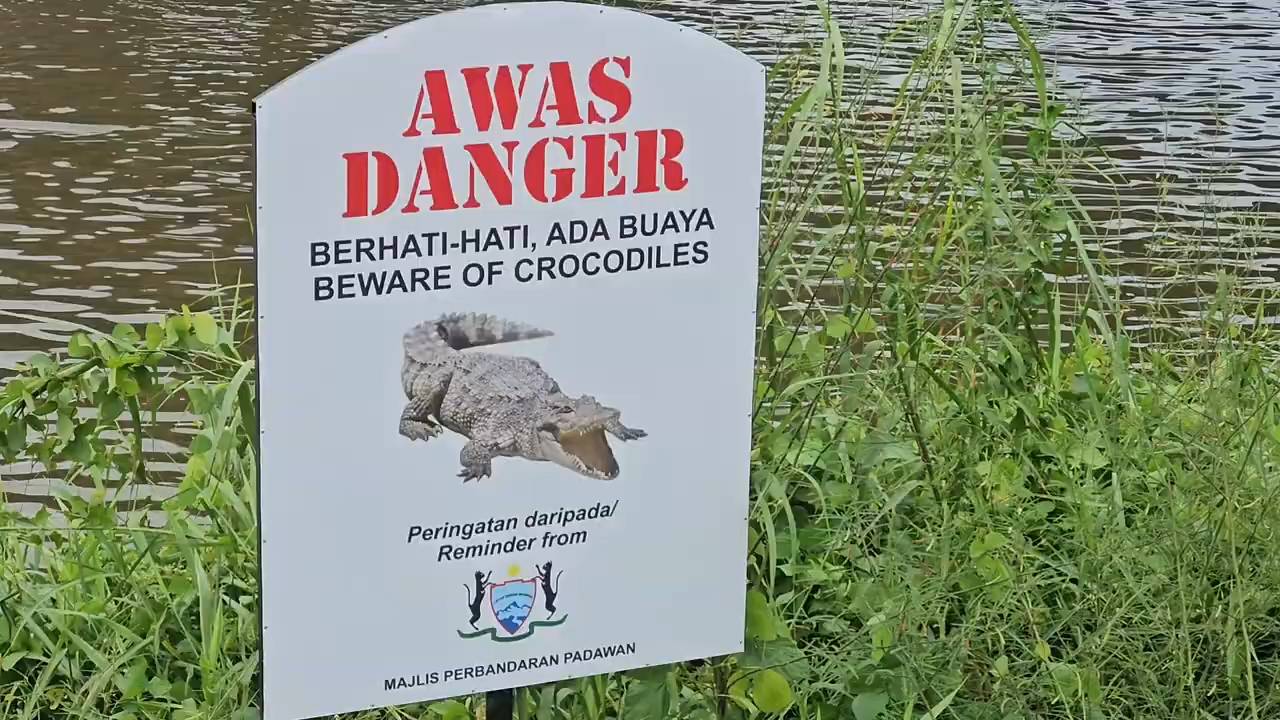 AWAS
DANGER
BERHATI-HATI, ADA BUAYA
BEWARE OF CROCODILES
Peringatan daripada/
Reminder from
MAJLIS PERBANDARAN PADAWAN